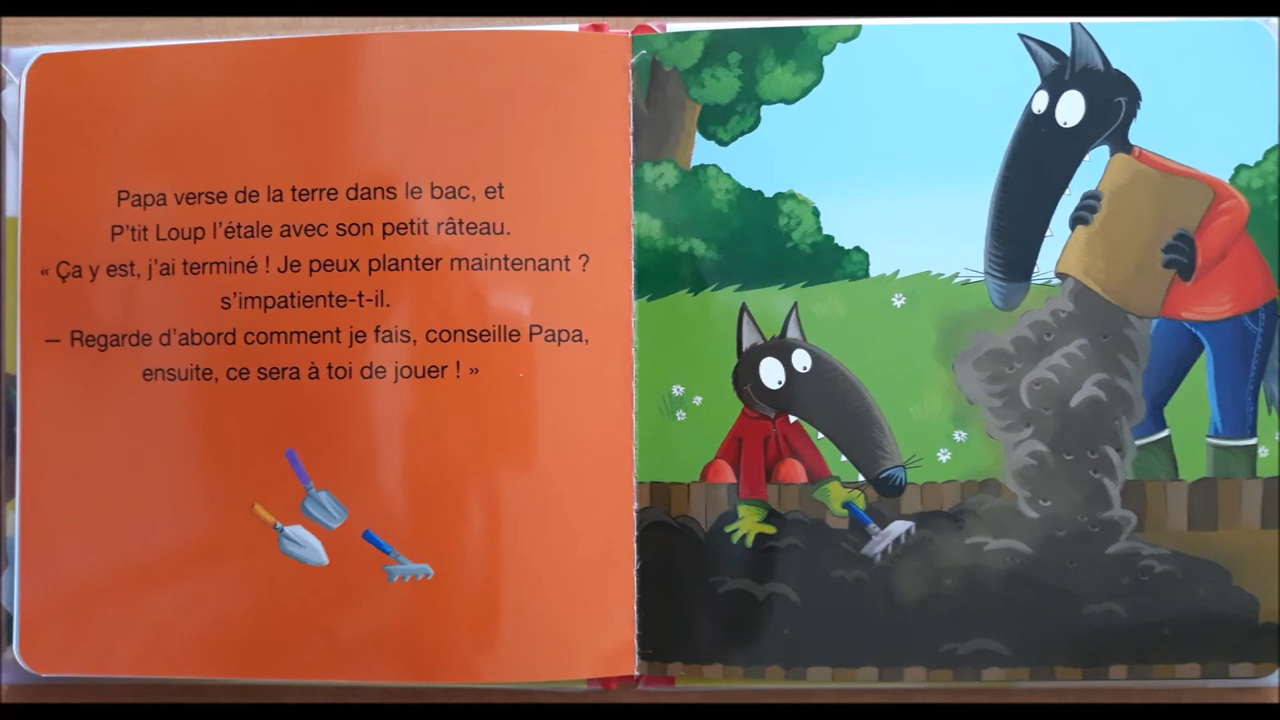 Papa verse de la terre dans le bac, et
P'tit Loup l'étale avec son petit râteau.
« Ça y est, j'ai terminé ! Je peux planter maintenant ?
s'impatiente-t-il.
— Regarde d'abord comment je fais, conseille Papa,
ensuite, ce sera à toi de jouer ! »